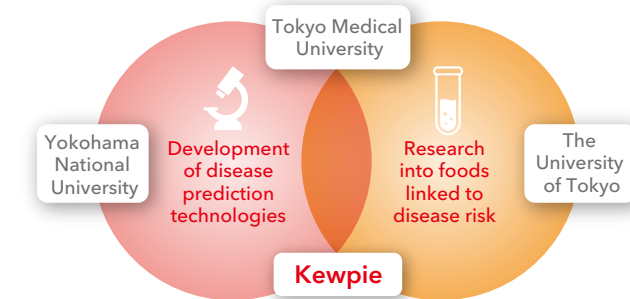 Tokyo Medical
University
Yokohama
National
University
Development
of disease
prediction
technologies
Research
into foods
linked to
disease risk
The
University
of Tokyo
Kewpie